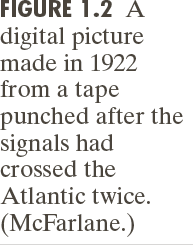 FIGURE 1.2 A
digital picture
made in 1922
from a tape
punched after the
signals had
crossed the
Atlantic twice.
(McFarlane.)